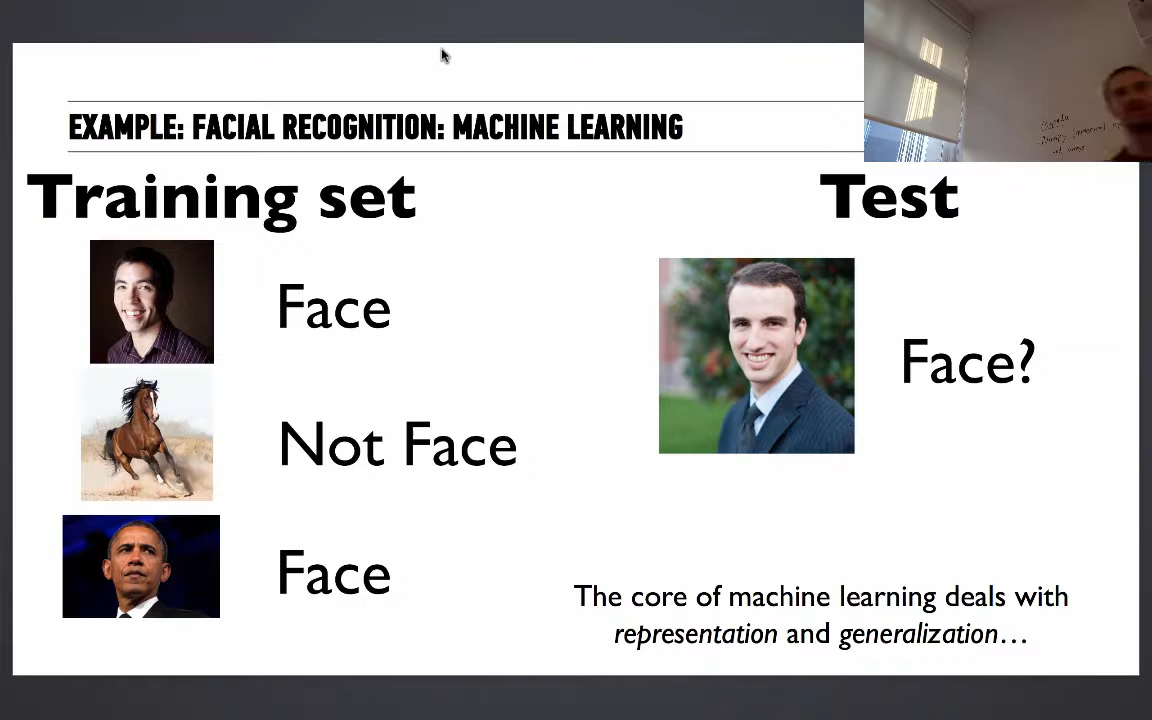 EXAMPLE: FACIAL RECOGNITION: MACHINE LEARNING
Training set
Test
Face
Face?
Not Face
Face
The core of machine learning deals with
representation and generalization…